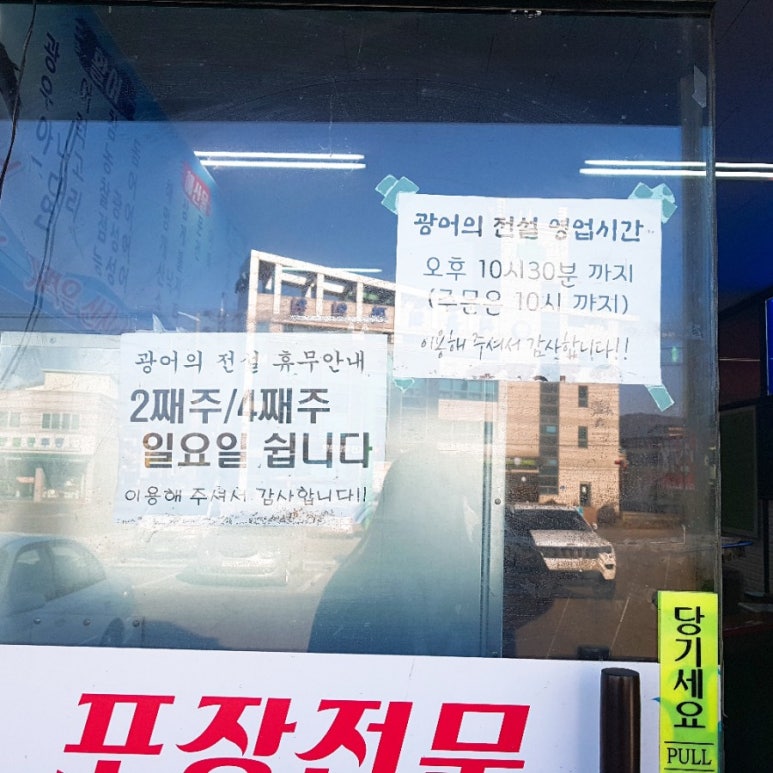 광어의 전설 영업시간
오후 10시30분 까지
(주문은 10시 까지)
이용해 주셔서 감사합니다!!
광어의 전설 휴무안내
2째주/4째주
일요일 쉽니다
이용해 주셔서 감사합니다!!
당기세요
PULL
포장전문